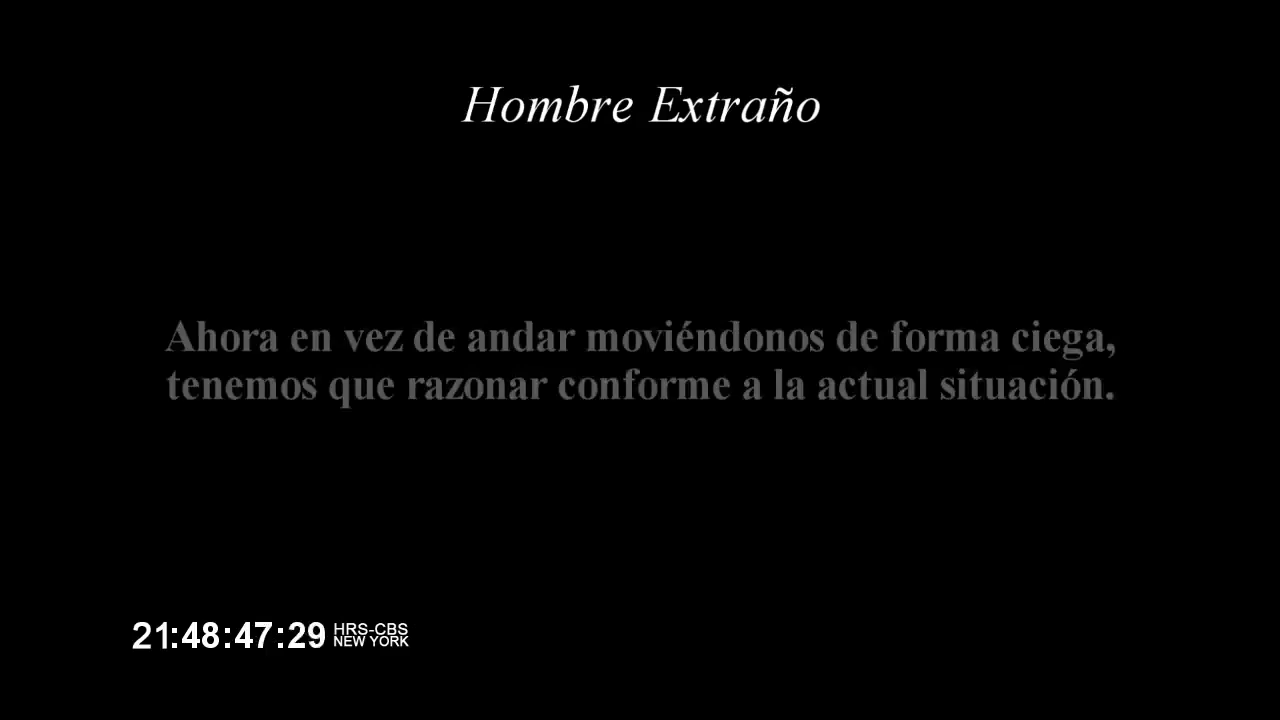 Hombre Extraño
Ahora en vez de andar moviéndonos de forma ciega,
tenemos que razonar conforme a la actual situación.
21:48:47:29 HRS-CBS
NEW YORK